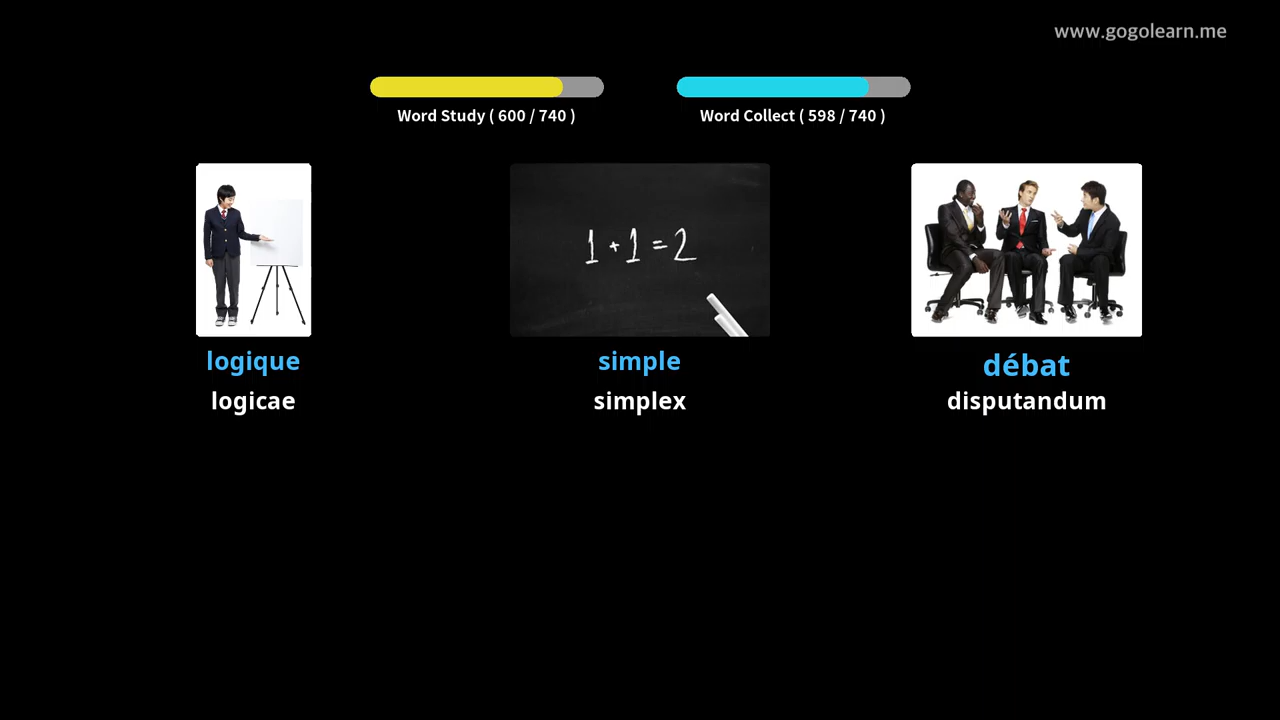 www.gogolearn.me
Word Study ( 600 / 740 )
Word Collect ( 598 / 740 )
1 + 1 = 2
logique
simple
débat
logicae
simplex
disputandum